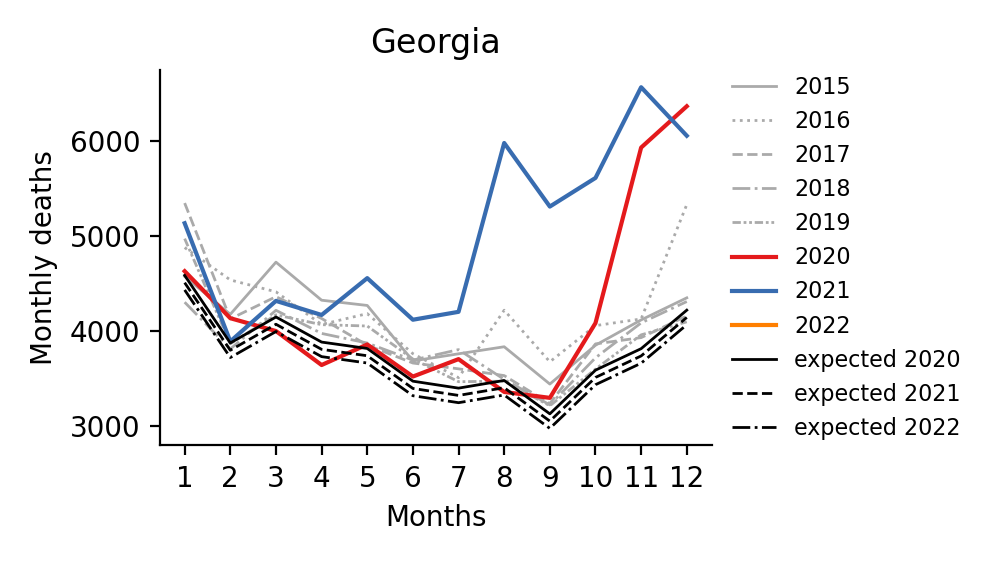 Georgia
Monthly deaths
6000
5000
4000
3000
1 2 3 4 5 6 7 8 9 10 11 12
Months
2015
2016
2017
2018
2019
2020
2021
2022
expected 2020
expected 2021
expected 2022